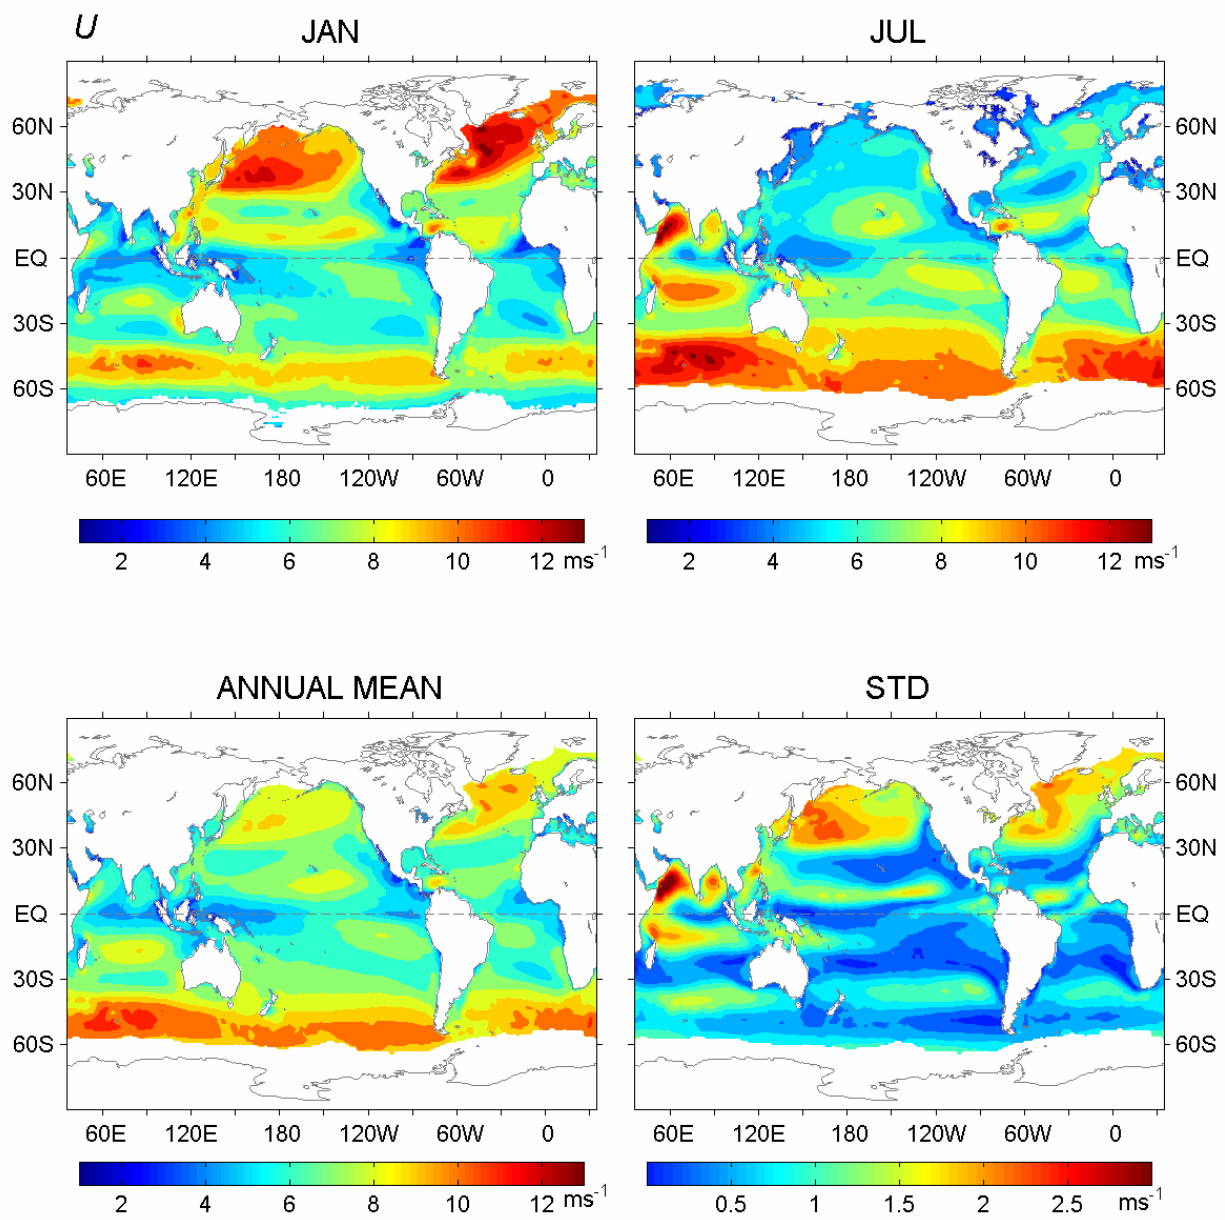 U JAN JUL
60N 60N
30N 30N
EQ EQ
30S 30S
60S 60S
60E 120E 180 120W 60W 0 60E 120E 180 120W 60W 0
2 4 6 8 10 12 ms-1 2 4 6 8 10 12 ms-1
ANNUAL MEAN STD
60N 60N
30N 30N
EQ EQ
30S 30S
60S 60S
60E 120E 180 120W 60W 0 60E 120E 180 120W 60W 0
2 4 6 8 10 12 ms-1 0.5 1 1.5 2 2.5 ms-1